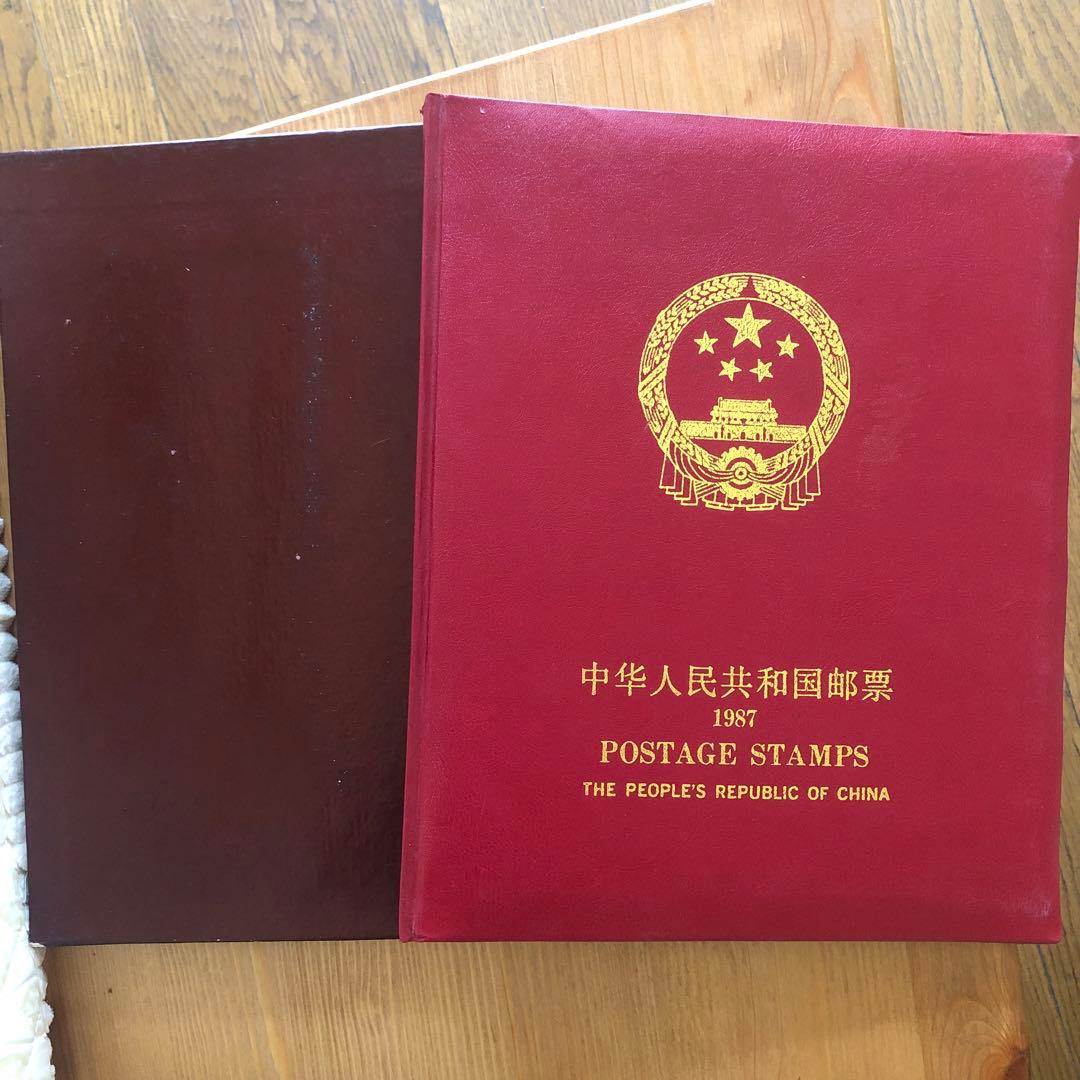 中华人民共和国邮票
1987
POSTAGE STAMPS
THE PEOPLE'S REPUBLIC OF CHINA